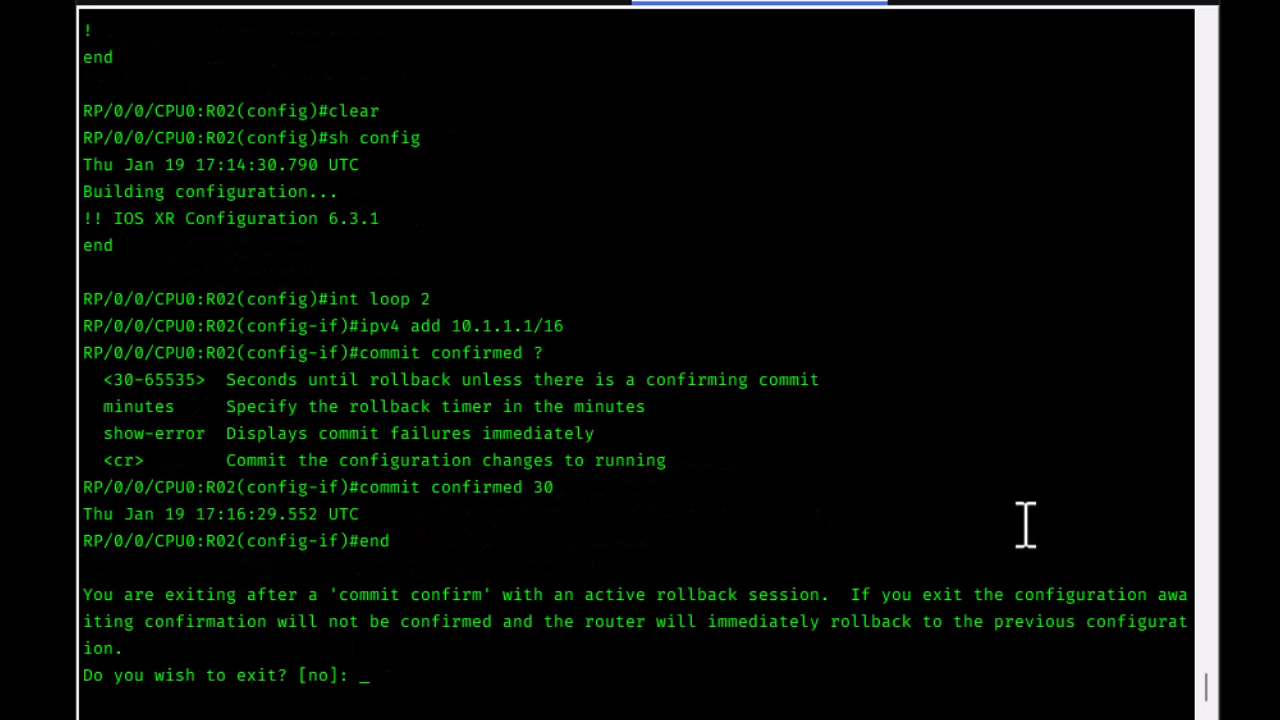 !
end
RP/0/0/CPU0:R02(config)#clear
RP/0/0/CPU0:R02(config)#sh config
Thu Jan 19 17:14:30.790 UTC
Building configuration...
!! IOS XR Configuration 6.3.1
end
RP/0/0/CPU0:R02(config)#int loop 2
RP/0/0/CPU0:R02(config-if)#ipv4 add 10.1.1.1/16
RP/0/0/CPU0:R02(config-if)#commit confirmed ?
<30-65535>  Seconds until rollback unless there is a confirming commit
minutes     Specify the rollback timer in the minutes
show-error  Displays commit failures immediately
<cr>        Commit the configuration changes to running
RP/0/0/CPU0:R02(config-if)#commit confirmed 30
Thu Jan 19 17:16:29.552 UTC
RP/0/0/CPU0:R02(config-if)#end
You are exiting after a 'commit confirm' with an active rollback session.  If you exit the configuration awa
iting confirmation will not be confirmed and the router will immediately rollback to the previous configurat
ion.
Do you wish to exit? [no]: _